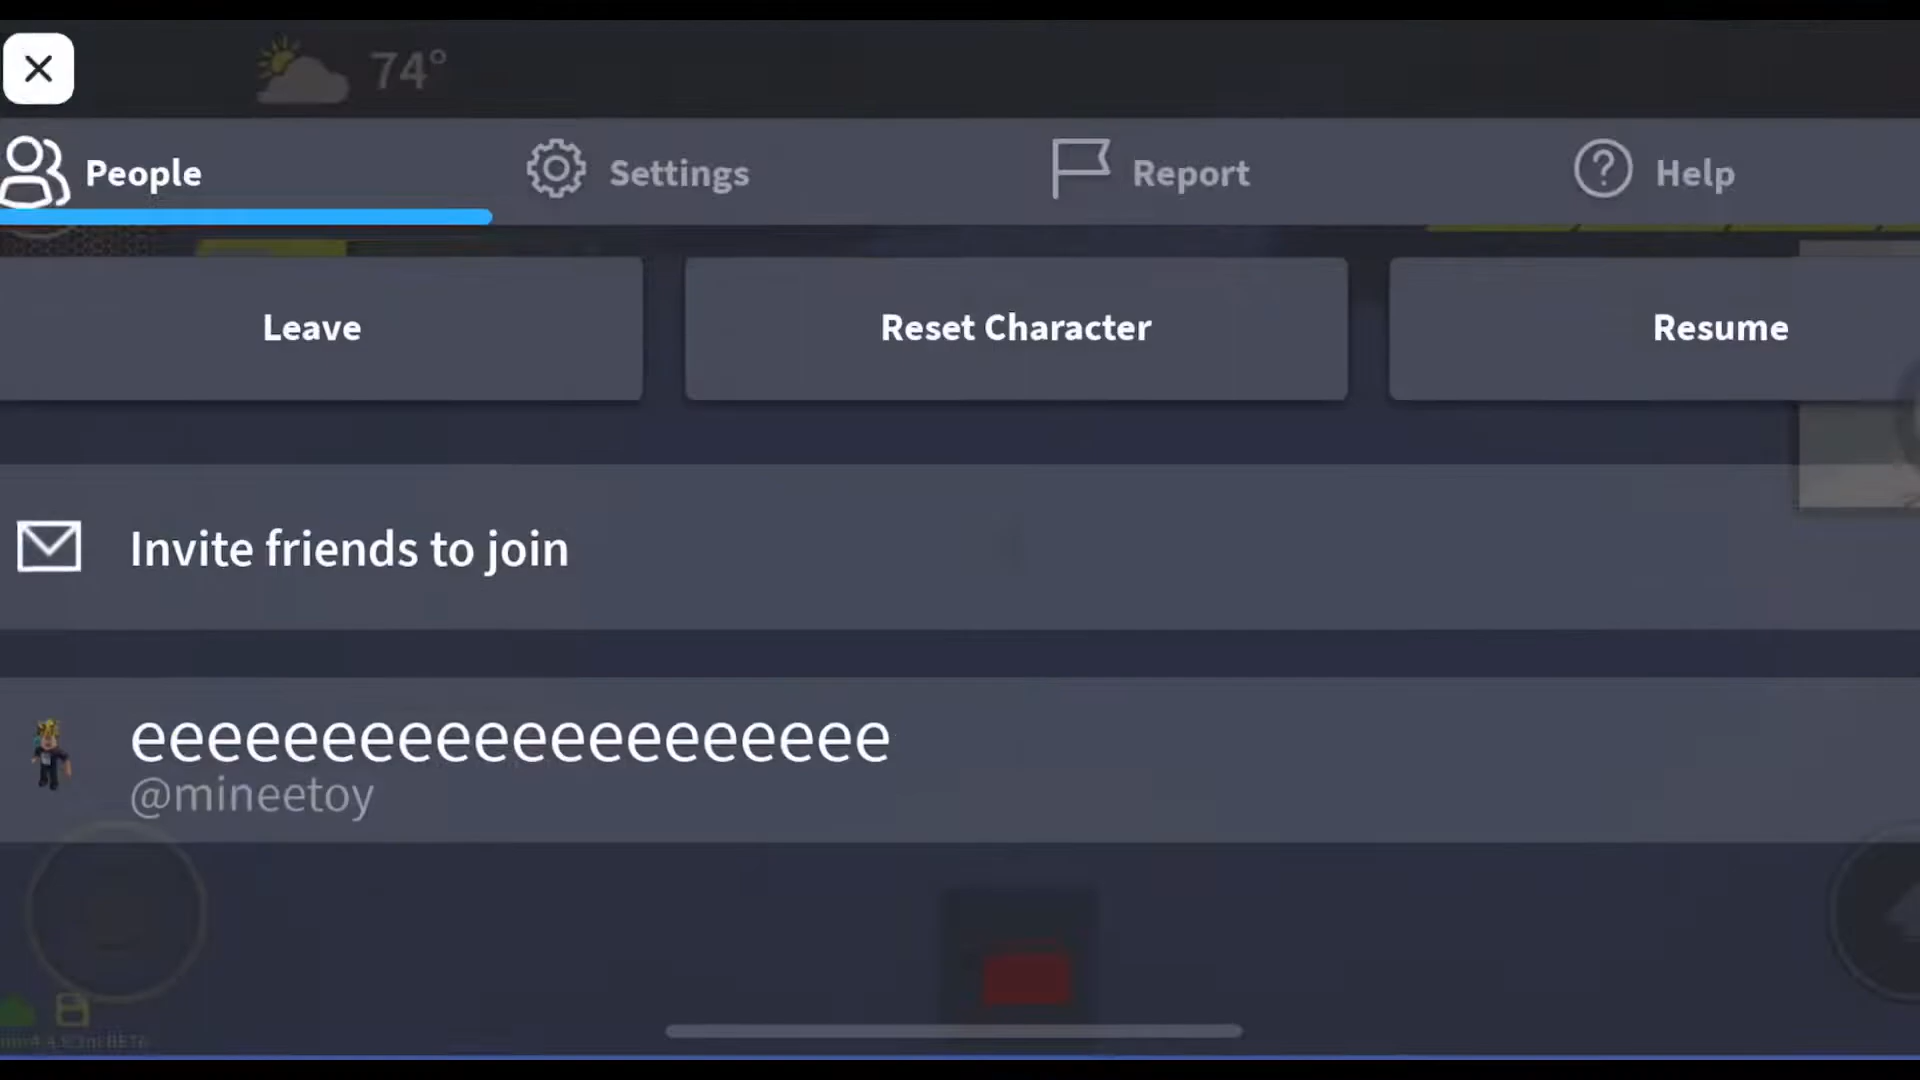 74°
People
Settings
Report
Help
Leave
Reset Character
Resume
Invite friends to join
eeeeeeeeeeeeeeeeeeee
@mineetoy